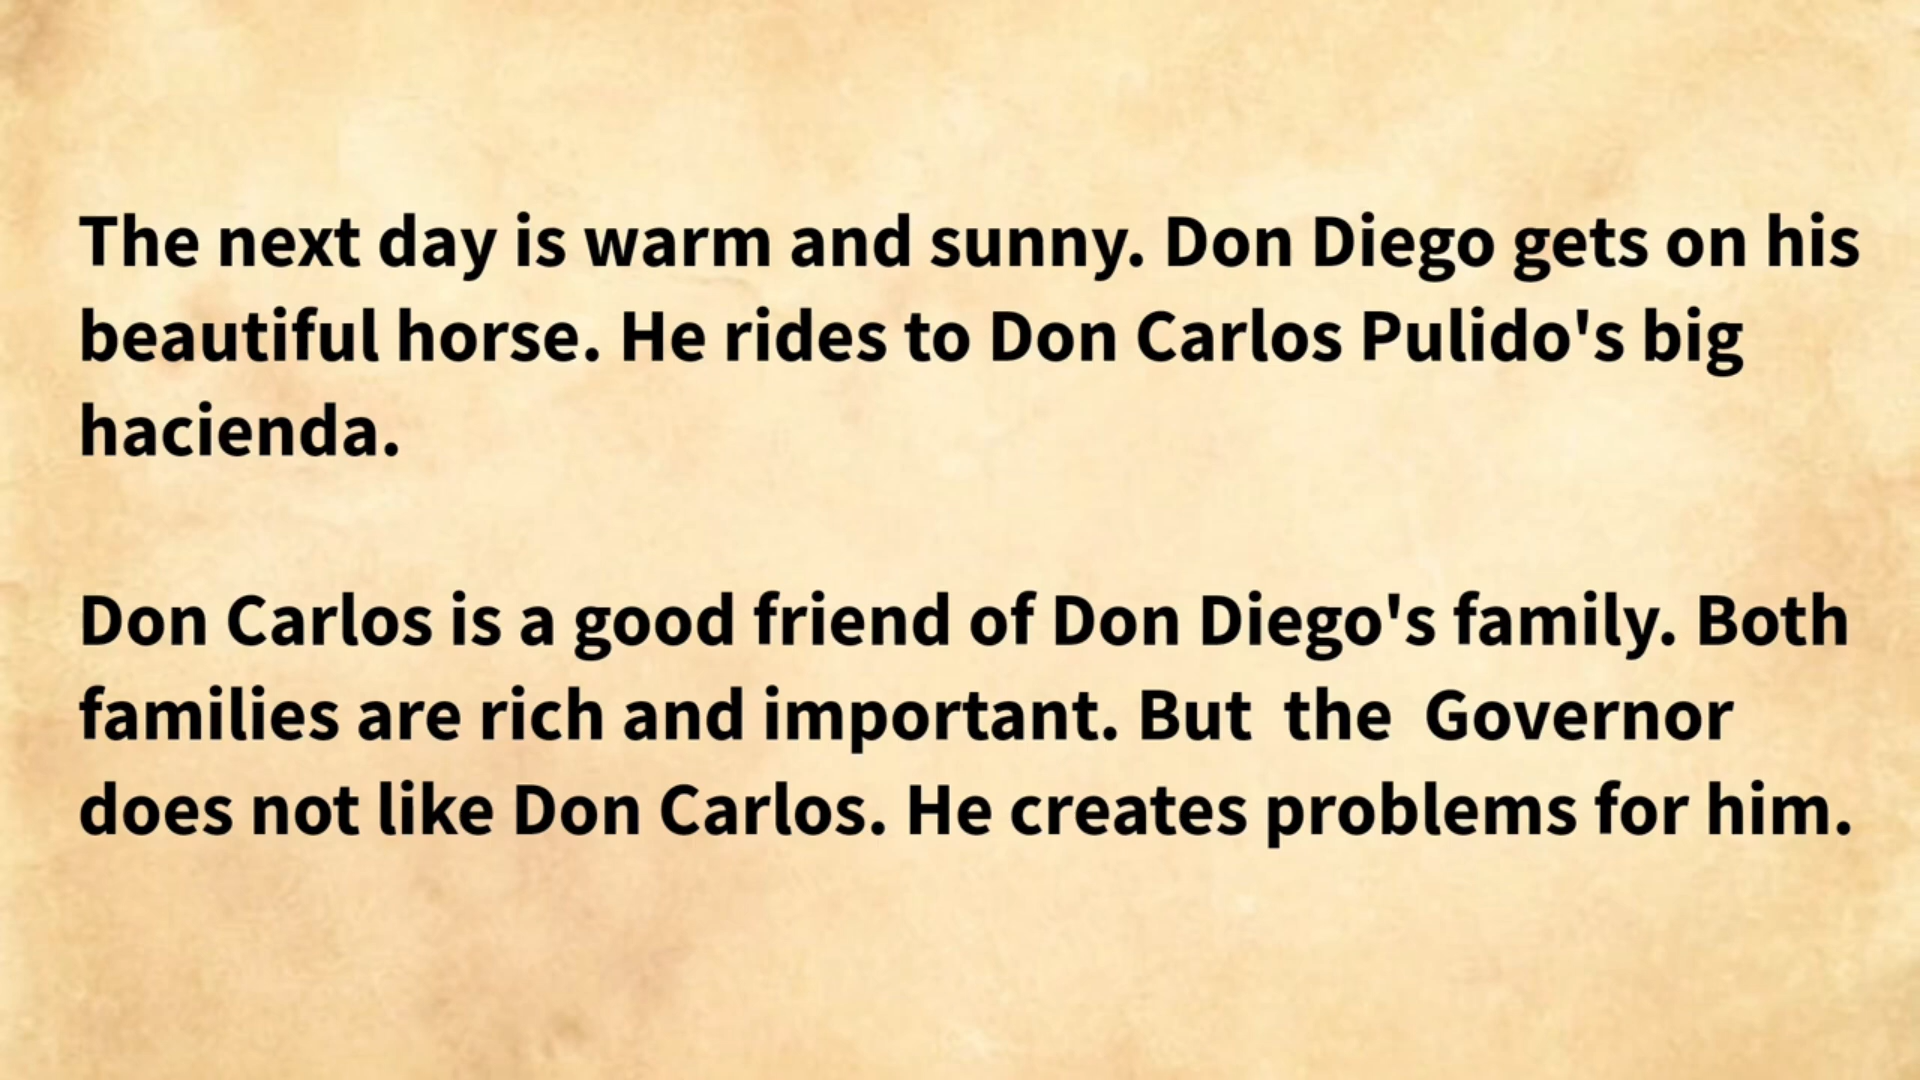 The next day is warm and sunny. Don Diego gets on his
beautiful horse. He rides to Don Carlos Pulido's big
hacienda.
Don Carlos is a good friend of Don Diego's family. Both
families are rich and important. But  the  Governor
does not like Don Carlos. He creates problems for him.